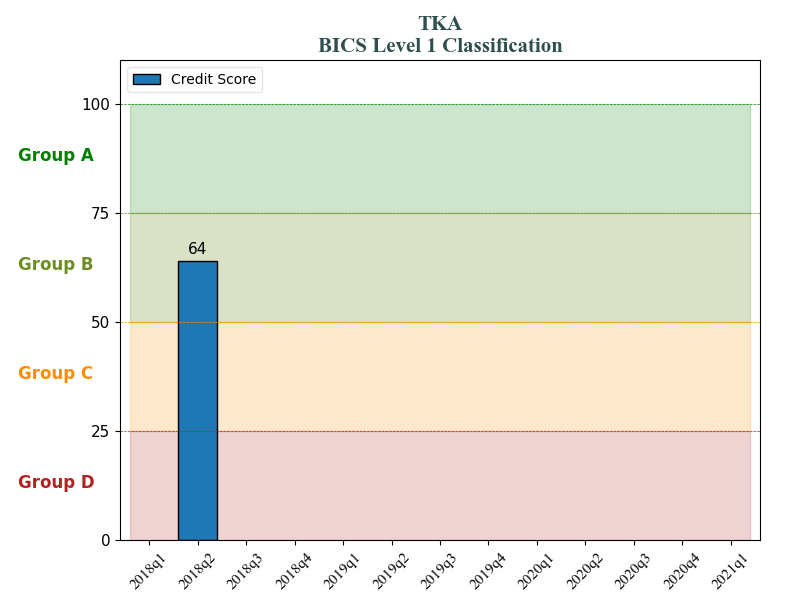 TKA
BICS Level 1 Classification
Credit Score
100
Group A
75
64
Group B
50
Group C
25
Group D
0
2018q1 2018q2 2018q3 2018q4 2019q1 2019q2 2019q3 2019q4 2020q1 2020q2 2020q3 2020q4 2021q1